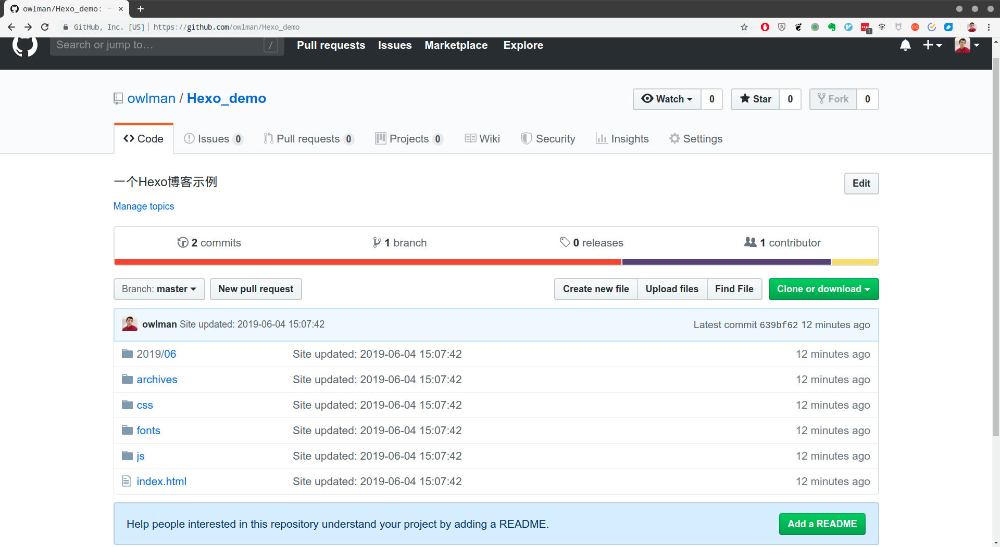 owlman/Hexo_demo: 一
GitHub, Inc. [US] | https://github.com/owlman/Hexo_demo
1
字
Search or jump to… / Pull requests Issues Marketplace Explore
owlman / Hexo_demo Watch 0 Star 0 Fork 0
Code Issues 0 Pull requests 0 Projects 0 Wiki Security Insights Settings
一个Hexo博客示例 Edit
Manage topics
2 commits 1 branch 0 releases 1 contributor
Branch: master New pull request Create new file Upload files Find File Clone or download
owlman Site updated: 2019-06-04 15:07:42 Latest commit 639bf62 12 minutes ago
2019/06 Site updated: 2019-06-04 15:07:42 12 minutes ago
archives Site updated: 2019-06-04 15:07:42 12 minutes ago
css Site updated: 2019-06-04 15:07:42 12 minutes ago
fonts Site updated: 2019-06-04 15:07:42 12 minutes ago
js Site updated: 2019-06-04 15:07:42 12 minutes ago
index.html Site updated: 2019-06-04 15:07:42 12 minutes ago
Help people interested in this repository understand your project by adding a README. Add a README